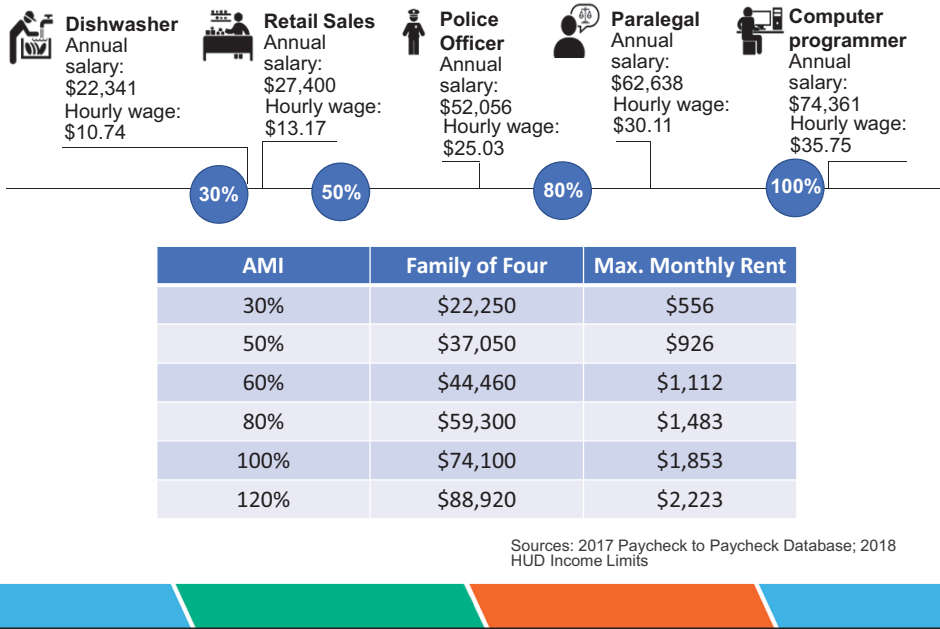 Dishwasher
Annual
salary:
$22,341
Hourly wage:
$10.74
Retail Sales
Annual
salary:
$27,400
Hourly wage:
$13.17
Police
Officer
Annual
salary:
$52,056
Hourly wage:
$25.03
Paralegal
Annual
salary:
$62,638
Hourly wage:
$30.11
Computer
programmer
Annual
salary:
$74,361
Hourly wage:
$35.75
30% 50% 80% 100%
AMI Family of Four Max. Monthly Rent
30% $22,250 $556
50% $37,050 $926
60% $44,460 $1,112
80% $59,300 $1,483
100% $74,100 $1,853
120% $88,920 $2,223
Sources: 2017 Paycheck to Paycheck Database; 2018
HUD Income Limits